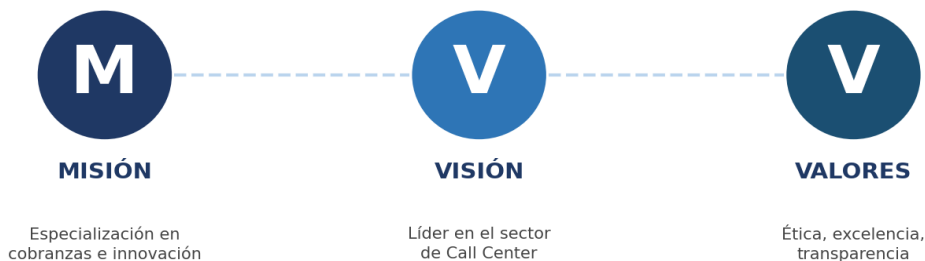 M
MISIÓN
Especialización en
cobranzas e innovación
V
VISIÓN
Líder en el sector
de Call Center
V
VALORES
Ética, excelencia,
transparencia